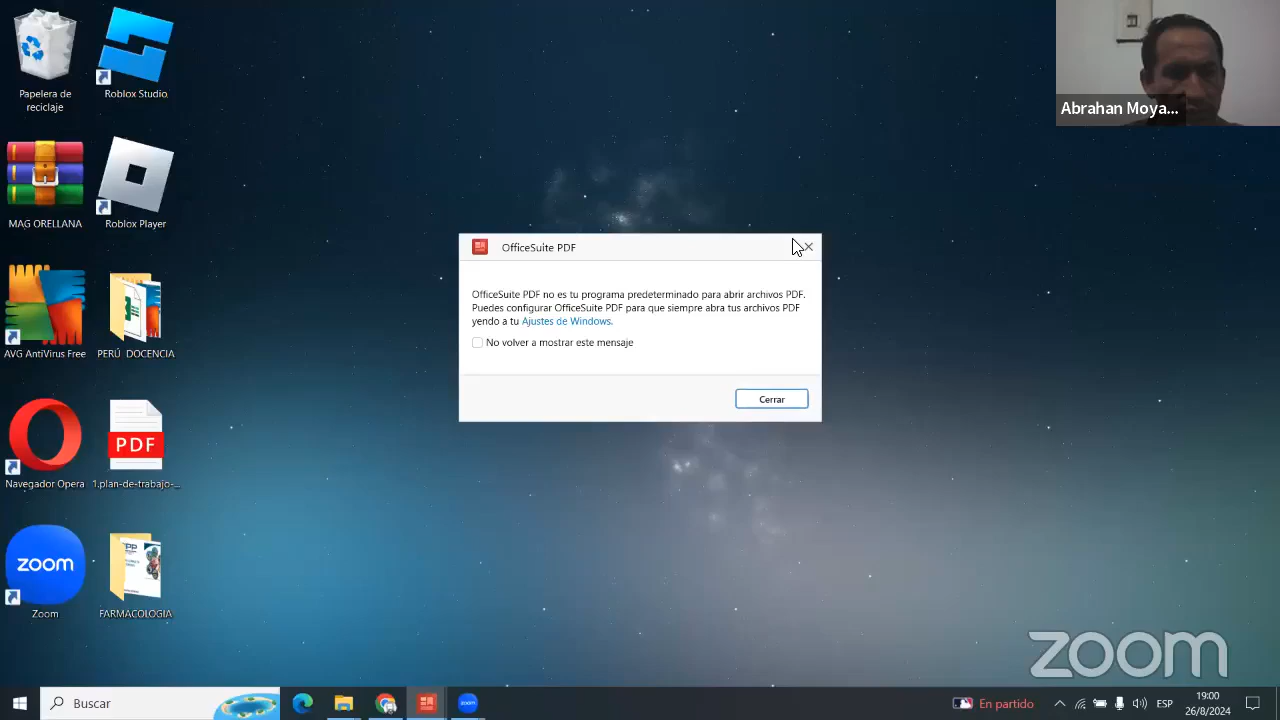 Papelera de
reciclaje
Roblox Studio
MAG ORELLANA
Roblox Player
AVG AntiVirus Free
PERÚ DOCENCIA
Navegador Opera
PDF
1.plan-de-trabajo-...
zoom
Zoom
FARMACOLOGIA
OfficeSuite PDF
OfficeSuite PDF no es tu programa predeterminado para abrir archivos PDF.
Puedes configurar OfficeSuite PDF para que siempre abra tus archivos PDF
yendo a tu Ajustes de Windows.
No volver a mostrar este mensaje
Cerrar
Abrahan Moya...
zoom
Buscar
zoom
En partido
ESP
19:00
26/8/2024